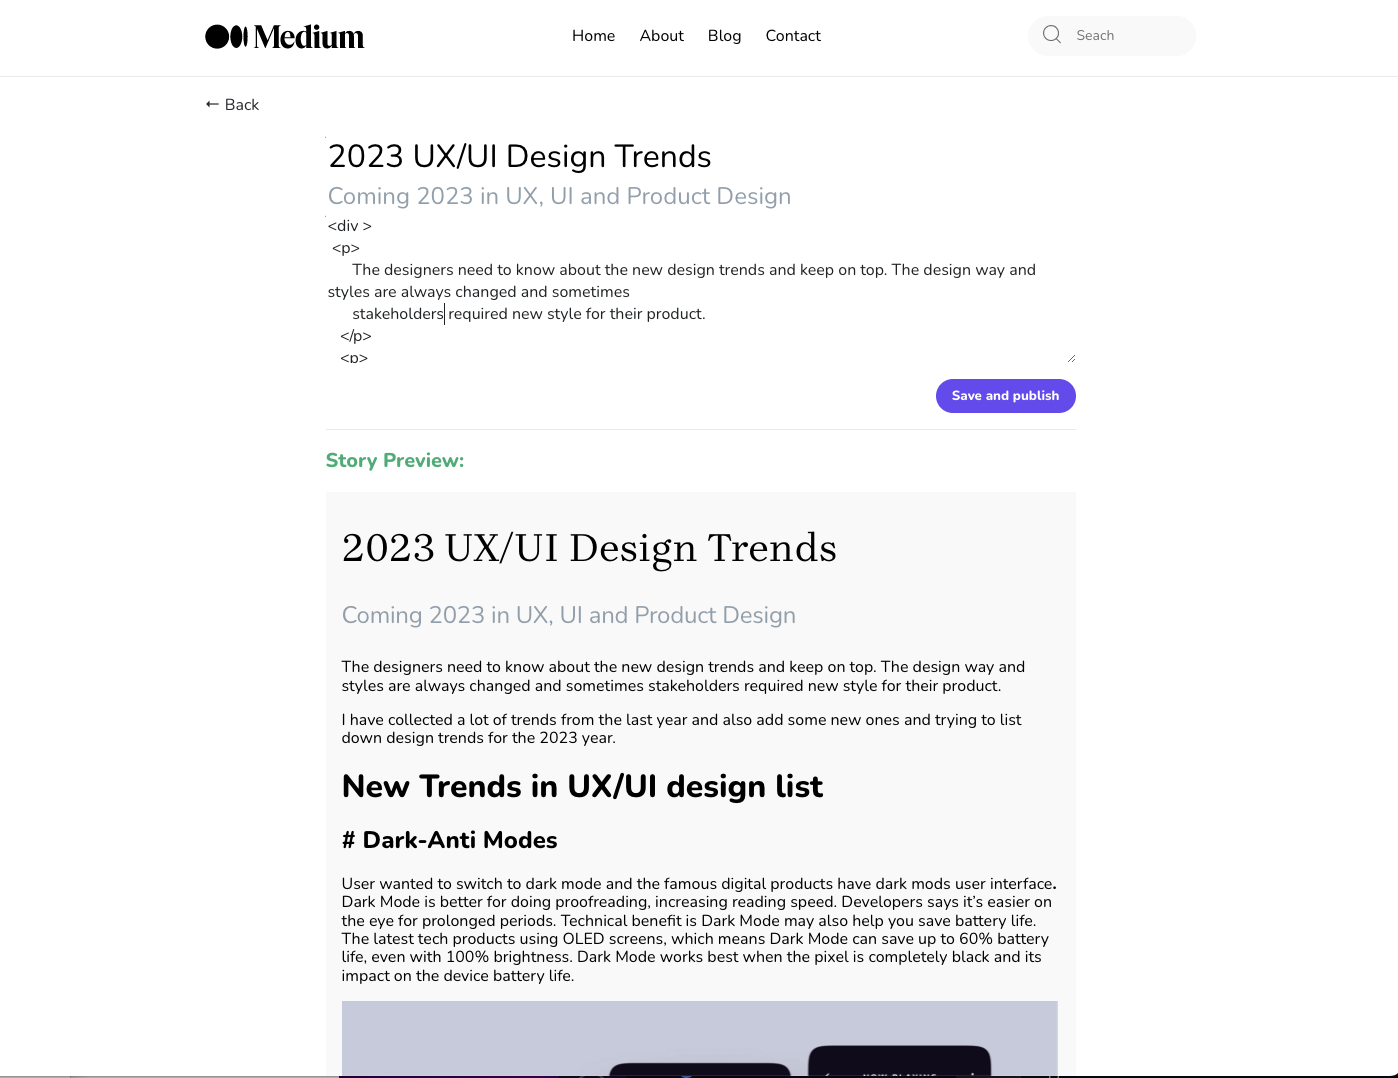 Medium
Home About Blog Contact
Seach
← Back
2023 UX/UI Design Trends
Coming 2023 in UX, UI and Product Design
<div >
<p>
The designers need to know about the new design trends and keep on top. The design way and
styles are always changed and sometimes
stakeholders required new style for their product.
</p>
<p>
Save and publish
Story Preview:
2023 UX/UI Design Trends
Coming 2023 in UX, UI and Product Design
The designers need to know about the new design trends and keep on top. The design way and
styles are always changed and sometimes stakeholders required new style for their product.
I have collected a lot of trends from the last year and also add some new ones and trying to list
down design trends for the 2023 year.
New Trends in UX/UI design list
# Dark-Anti Modes
User wanted to switch to dark mode and the famous digital products have dark mods user interface.
Dark Mode is better for doing proofreading, increasing reading speed. Developers says it’s easier on
the eye for prolonged periods. Technical benefit is Dark Mode may also help you save battery life.
The latest tech products using OLED screens, which means Dark Mode can save up to 60% battery
life, even with 100% brightness. Dark Mode works best when the pixel is completely black and its
impact on the device battery life.
NOW PLAYING